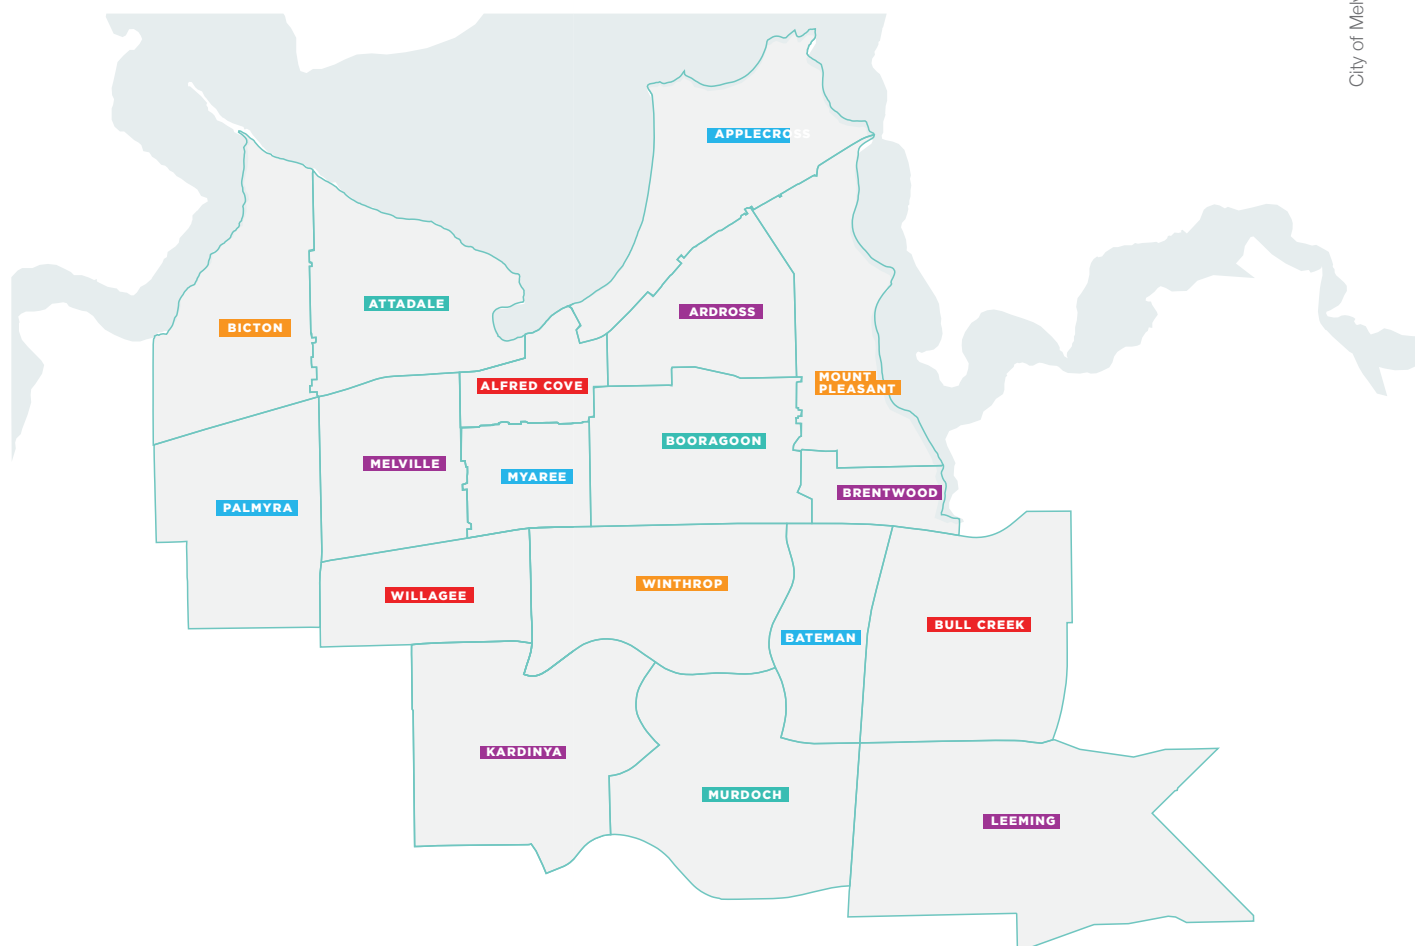 City of Melv
APPLECROSS
ATTADALE
BICTON
ARDROSS
ALFRED COVE
MOUNT
PLEASANT
BOORAGOON
MELVILLE
MYAREE
BRENTWOOD
PALMYRA
WINTHROP
WILLAGEE
BULL CREEK
BATEMAN
KARDINYA
MURDOCH
LEEMING